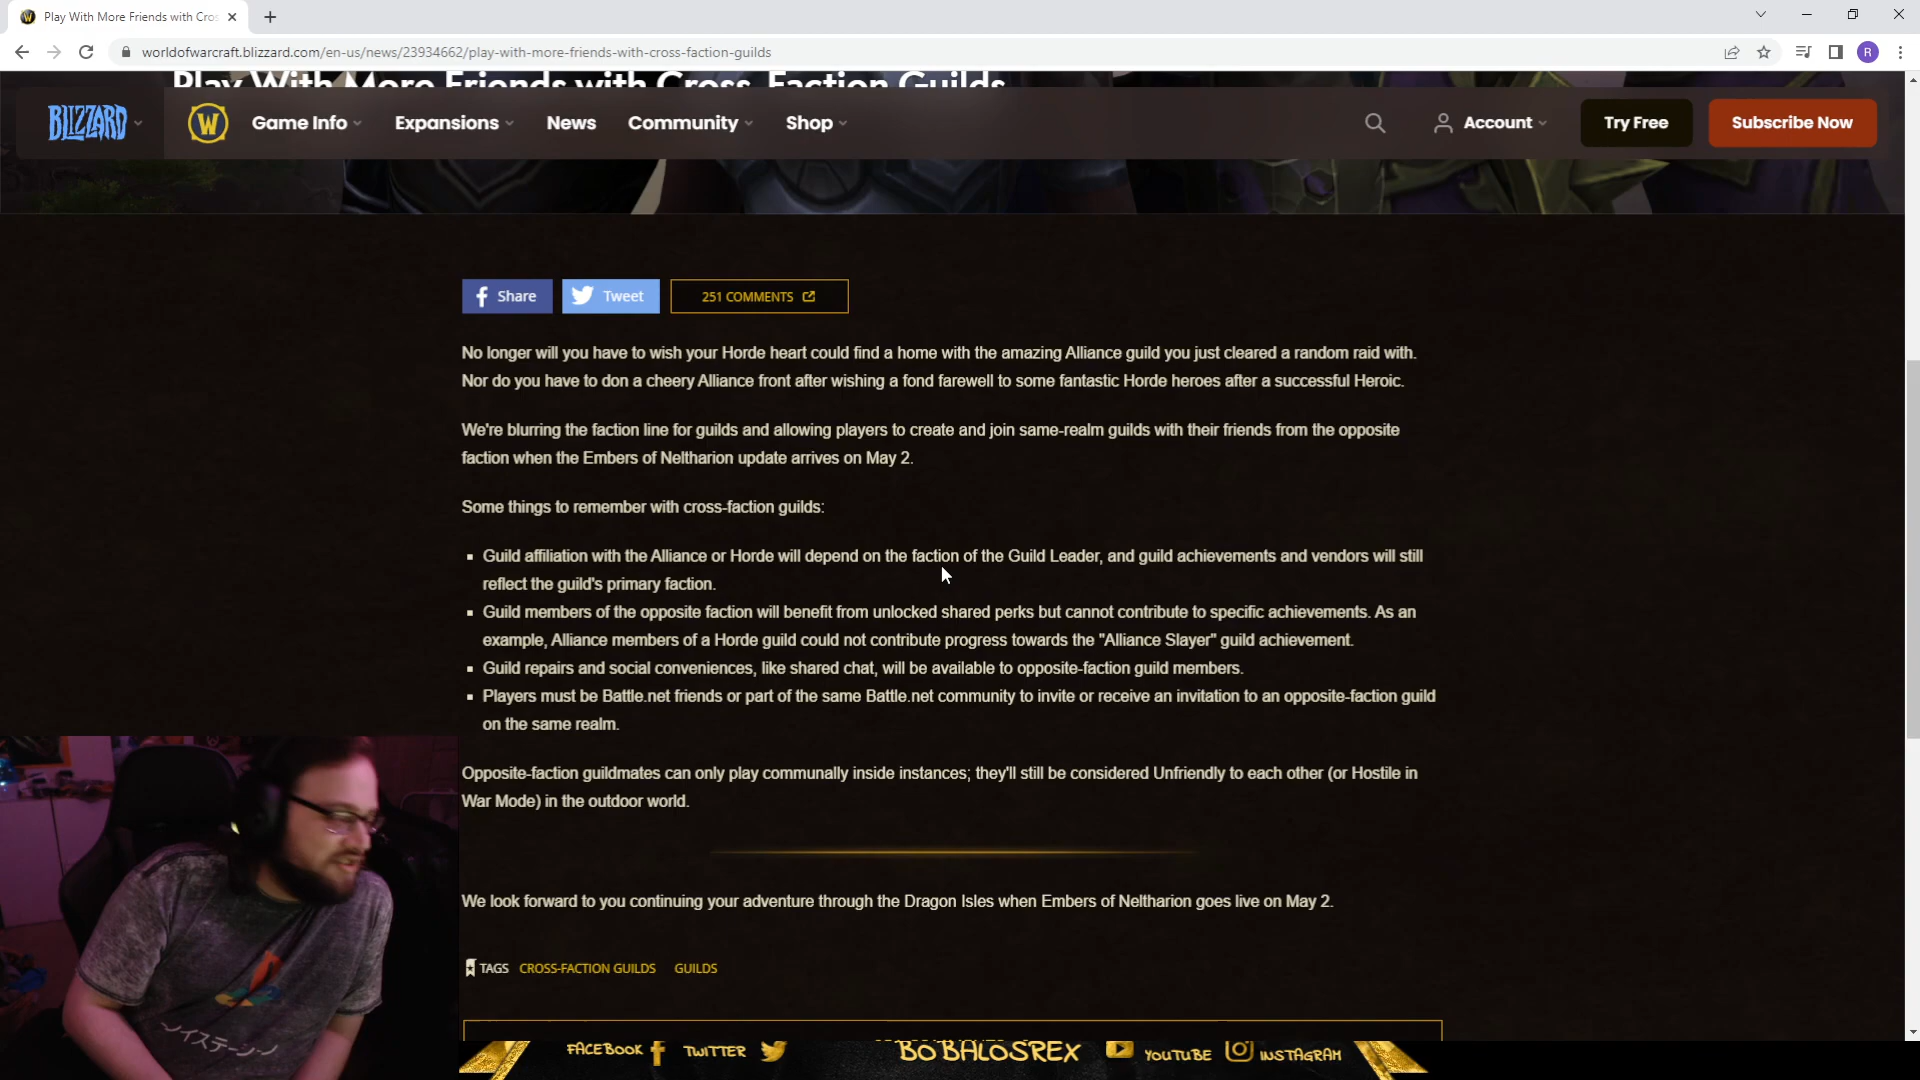 Play With More Friends with Cros
worldofwarcraft.blizzard.com/en-us/news/23934662/play-with-more-friends-with-cross-faction-guilds
R
Play With More Friends with Cross-Faction Guilds
BLIZZARD
W
Game Info
Expansions
News
Community
Shop
Account
Try Free
Subscribe Now
Share
Tweet
251 COMMENTS
No longer will you have to wish your Horde heart could find a home with the amazing Alliance guild you just cleared a random raid with.
Nor do you have to don a cheery Alliance front after wishing a fond farewell to some fantastic Horde heroes after a successful Heroic.
We're blurring the faction line for guilds and allowing players to create and join same-realm guilds with their friends from the opposite
faction when the Embers of Neltharion update arrives on May 2.
Some things to remember with cross-faction guilds:
Guild affiliation with the Alliance or Horde will depend on the faction of the Guild Leader, and guild achievements and vendors will still
reflect the guild's primary faction.
Guild members of the opposite faction will benefit from unlocked shared perks but cannot contribute to specific achievements. As an
example, Alliance members of a Horde guild could not contribute progress towards the "Alliance Slayer" guild achievement.
Guild repairs and social conveniences, like shared chat, will be available to opposite-faction guild members.
Players must be Battle.net friends or part of the same Battle.net community to invite or receive an invitation to an opposite-faction guild
on the same realm.
Opposite-faction guildmates can only play communally inside instances; they'll still be considered Unfriendly to each other (or Hostile in
War Mode) in the outdoor world.
We look forward to you continuing your adventure through the Dragon Isles when Embers of Neltharion goes live on May 2.
TAGS CROSS-FACTION GUILDS GUILDS
FACEBOOK
TWITTER
BOBALOSREX
YOUTUBE
INSTAGRAM